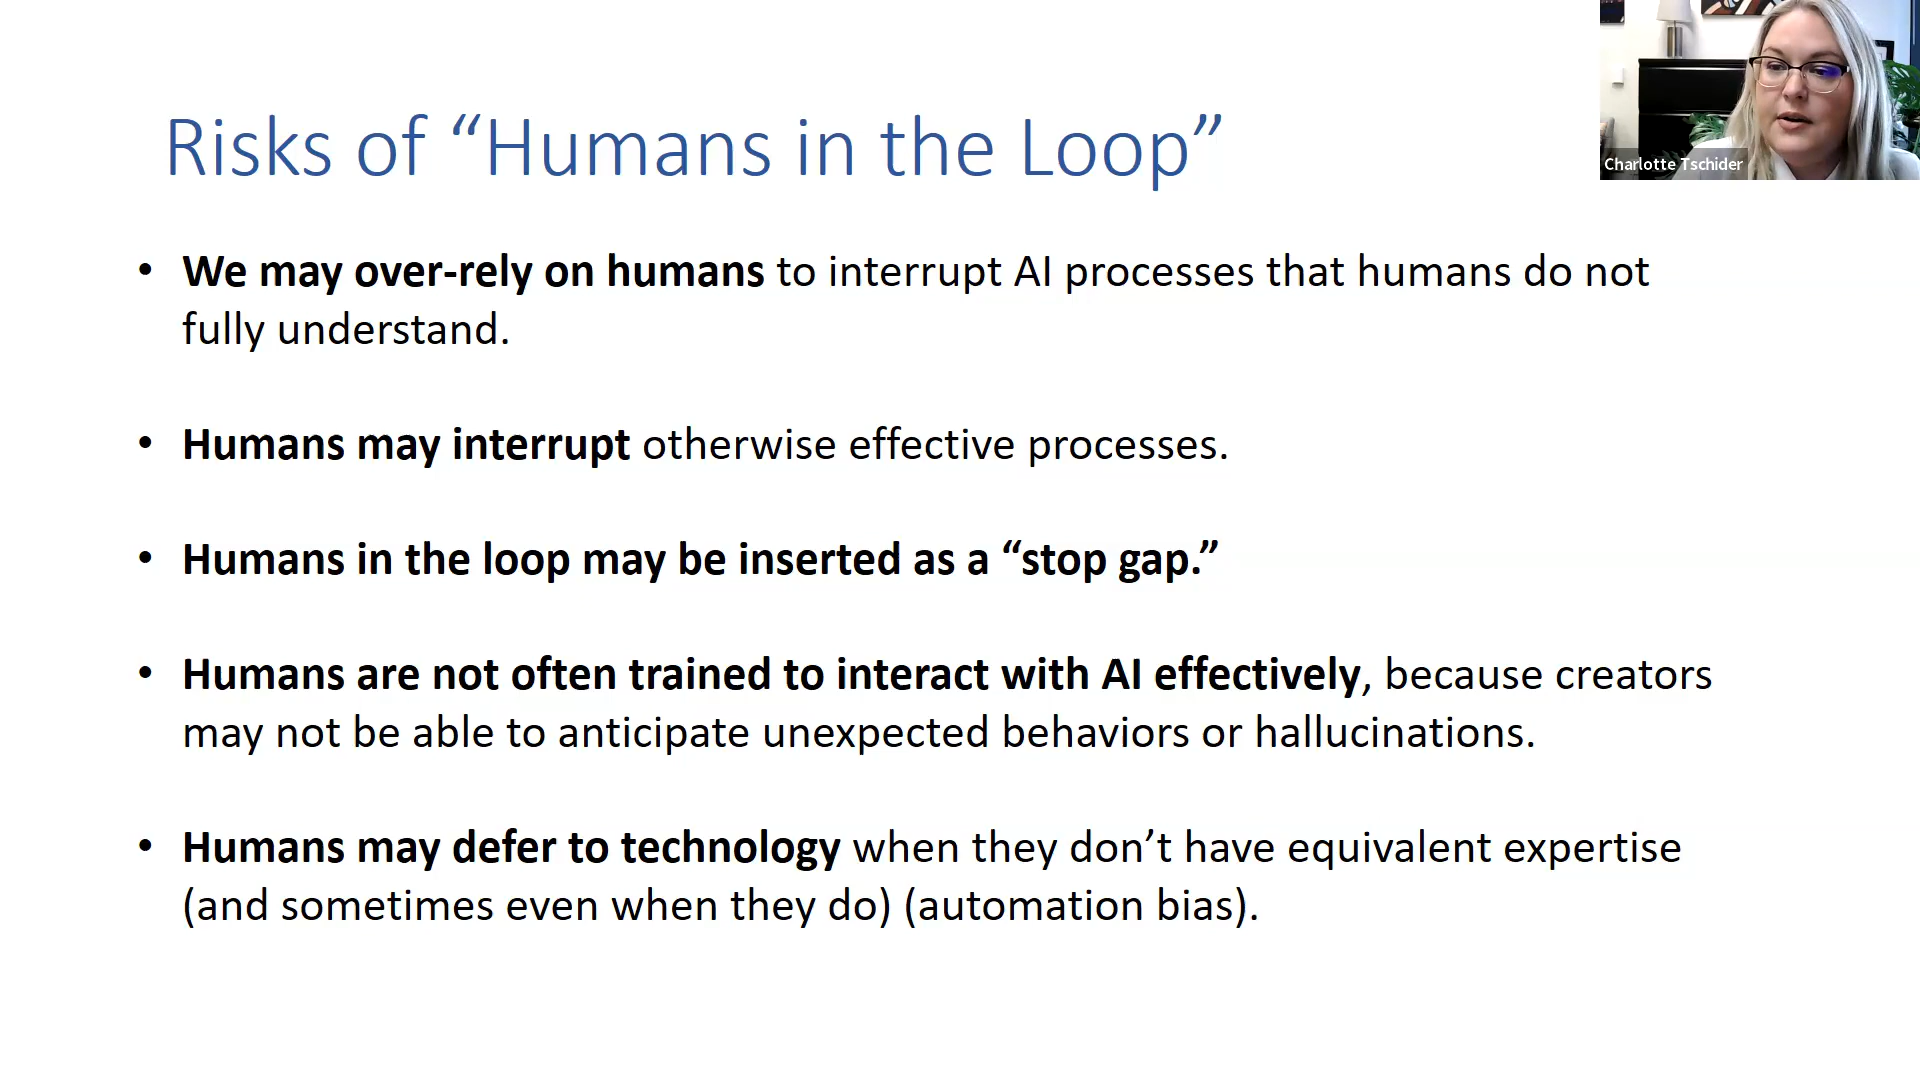 Risks of “Humans in the Loop”
Charlotte Tschider
• We may over-rely on humans to interrupt AI processes that humans do not
fully understand.
• Humans may interrupt otherwise effective processes.
• Humans in the loop may be inserted as a “stop gap.”
• Humans are not often trained to interact with AI effectively, because creators
may not be able to anticipate unexpected behaviors or hallucinations.
• Humans may defer to technology when they don’t have equivalent expertise
(and sometimes even when they do) (automation bias).